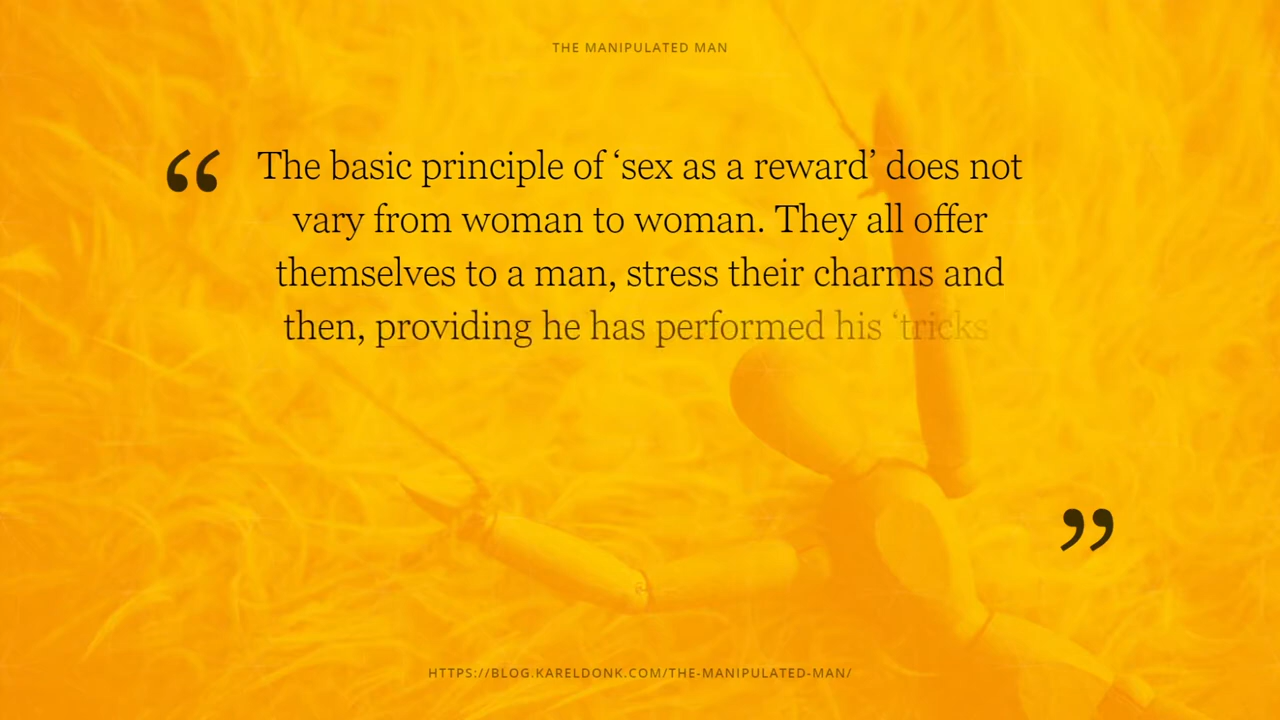 THE MANIPULATED MAN
“ The basic principle of ‘sex as a reward’ does not
vary from woman to woman. They all offer
themselves to a man, stress their charms and
then, providing he has performed his ‘tricks’
”
HTTPS://BLOG.KARELDONK.COM/THE-MANIPULATED-MAN/